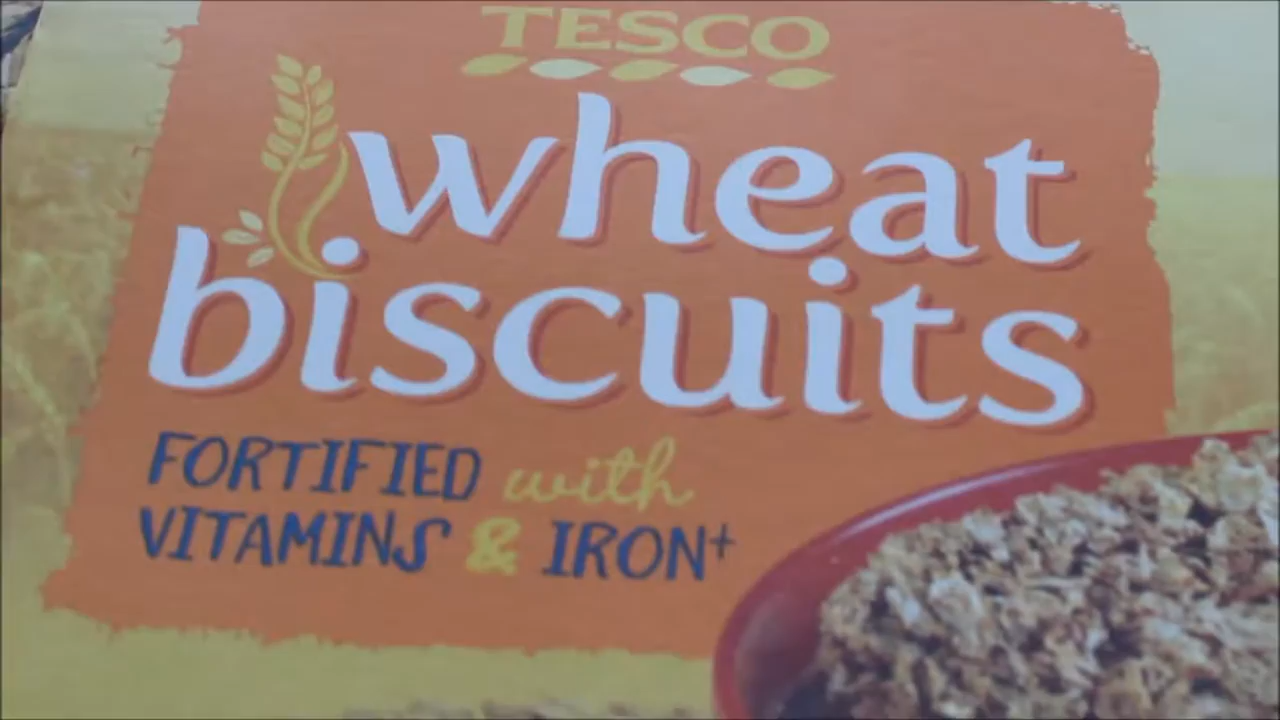 TESCO
wheat
biscuits
FORTIFIED with
VITAMINS & IRON+